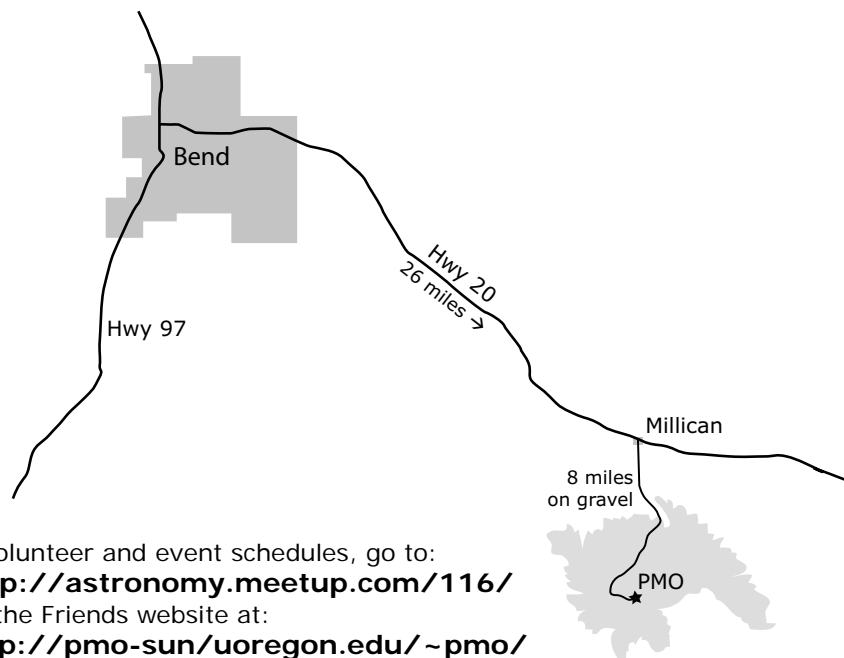 Bend
Hwy 20
26 miles →
Hwy 97
Millican
8 miles
on gravel
PMO
olunteer and event schedules, go to:
p://astronomy.meetup.com/116/
the Friends website at:
p://pmo-sun/uoregon.edu/~pmo/